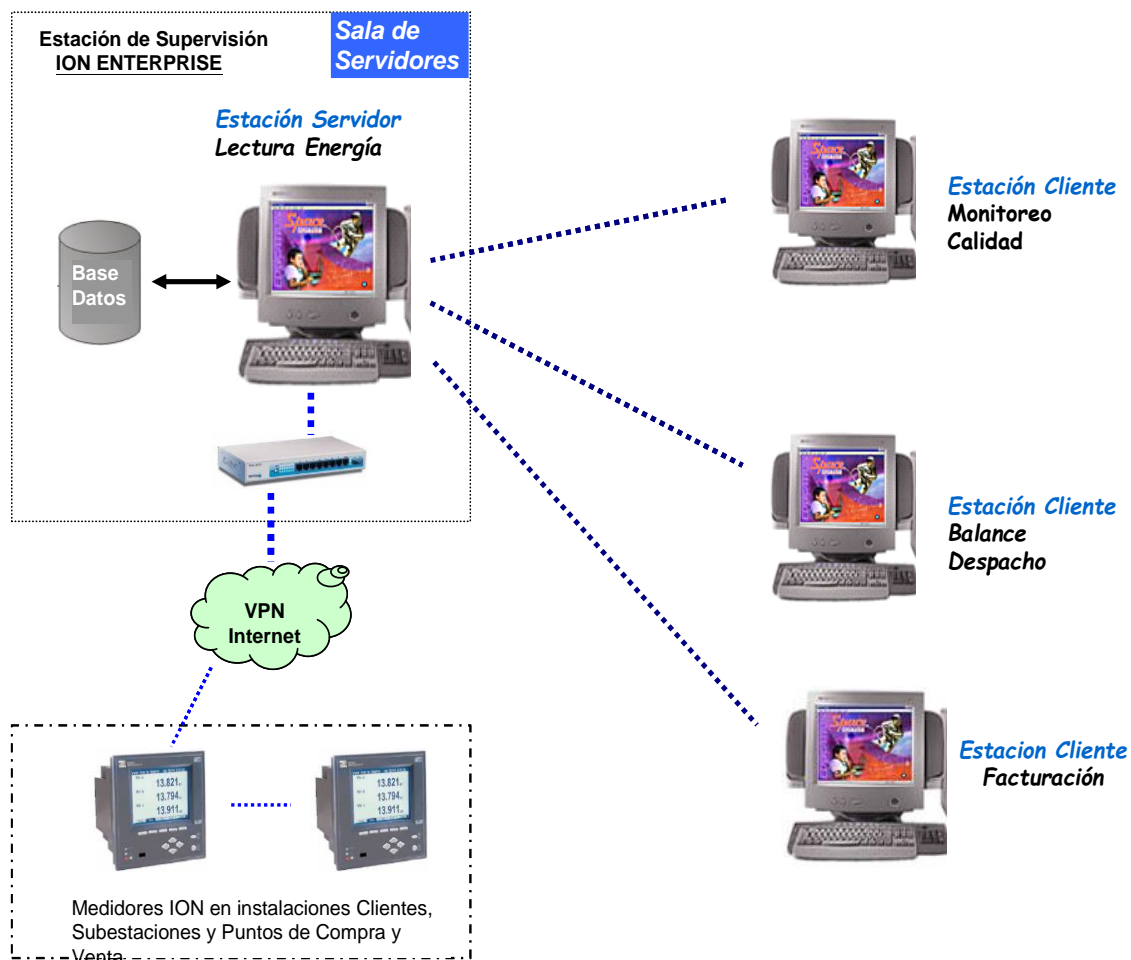 Estación de Supervisión
ION ENTERPRISE
Sala de
Servidores
Estación Servidor
Lectura Energía
Base
Datos
Estación Cliente
Monitoreo
Calidad
Estación Cliente
Balance
Despacho
VPN
Internet
Estacion Cliente
Facturación
13.821
13.794
13.911
13.821
13.794
13.911
Medidores ION en instalaciones Clientes,
Subestaciones y Puntos de Compra y
Venta